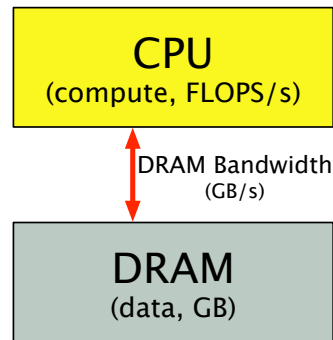 CPU
(compute, FLOPS/s)
DRAM Bandwidth
(GB/s)
DRAM
(data, GB)